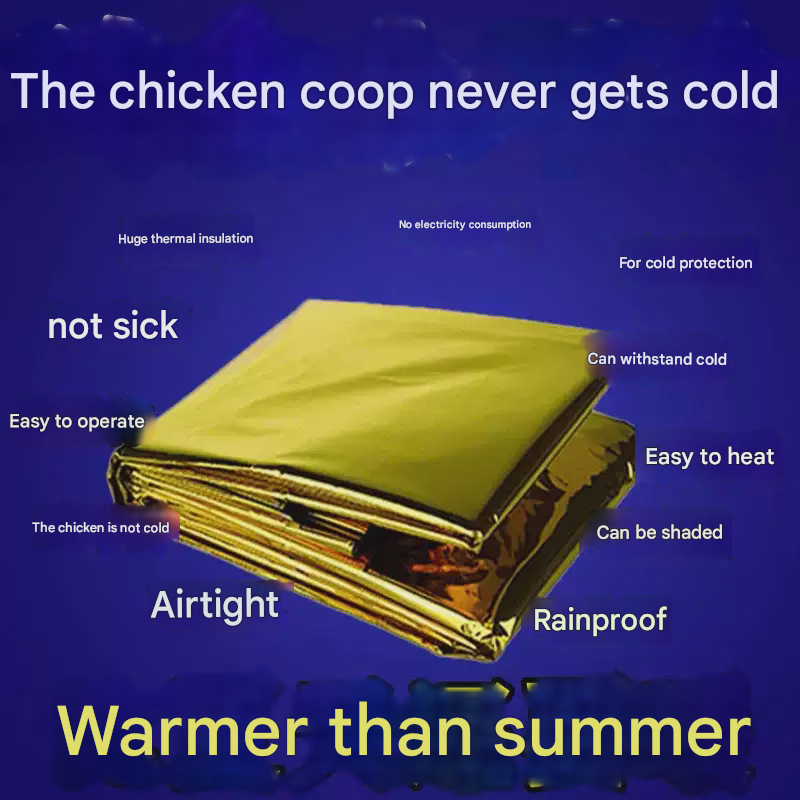 The chicken coop never gets cold
No electricity consumption
Huge thermal insulation
For cold protection
not sick
Can withstand cold
Easy to operate
Easy to heat
The chicken is not cold
Can be shaded
Airtight
Rainproof
Warmer than summer